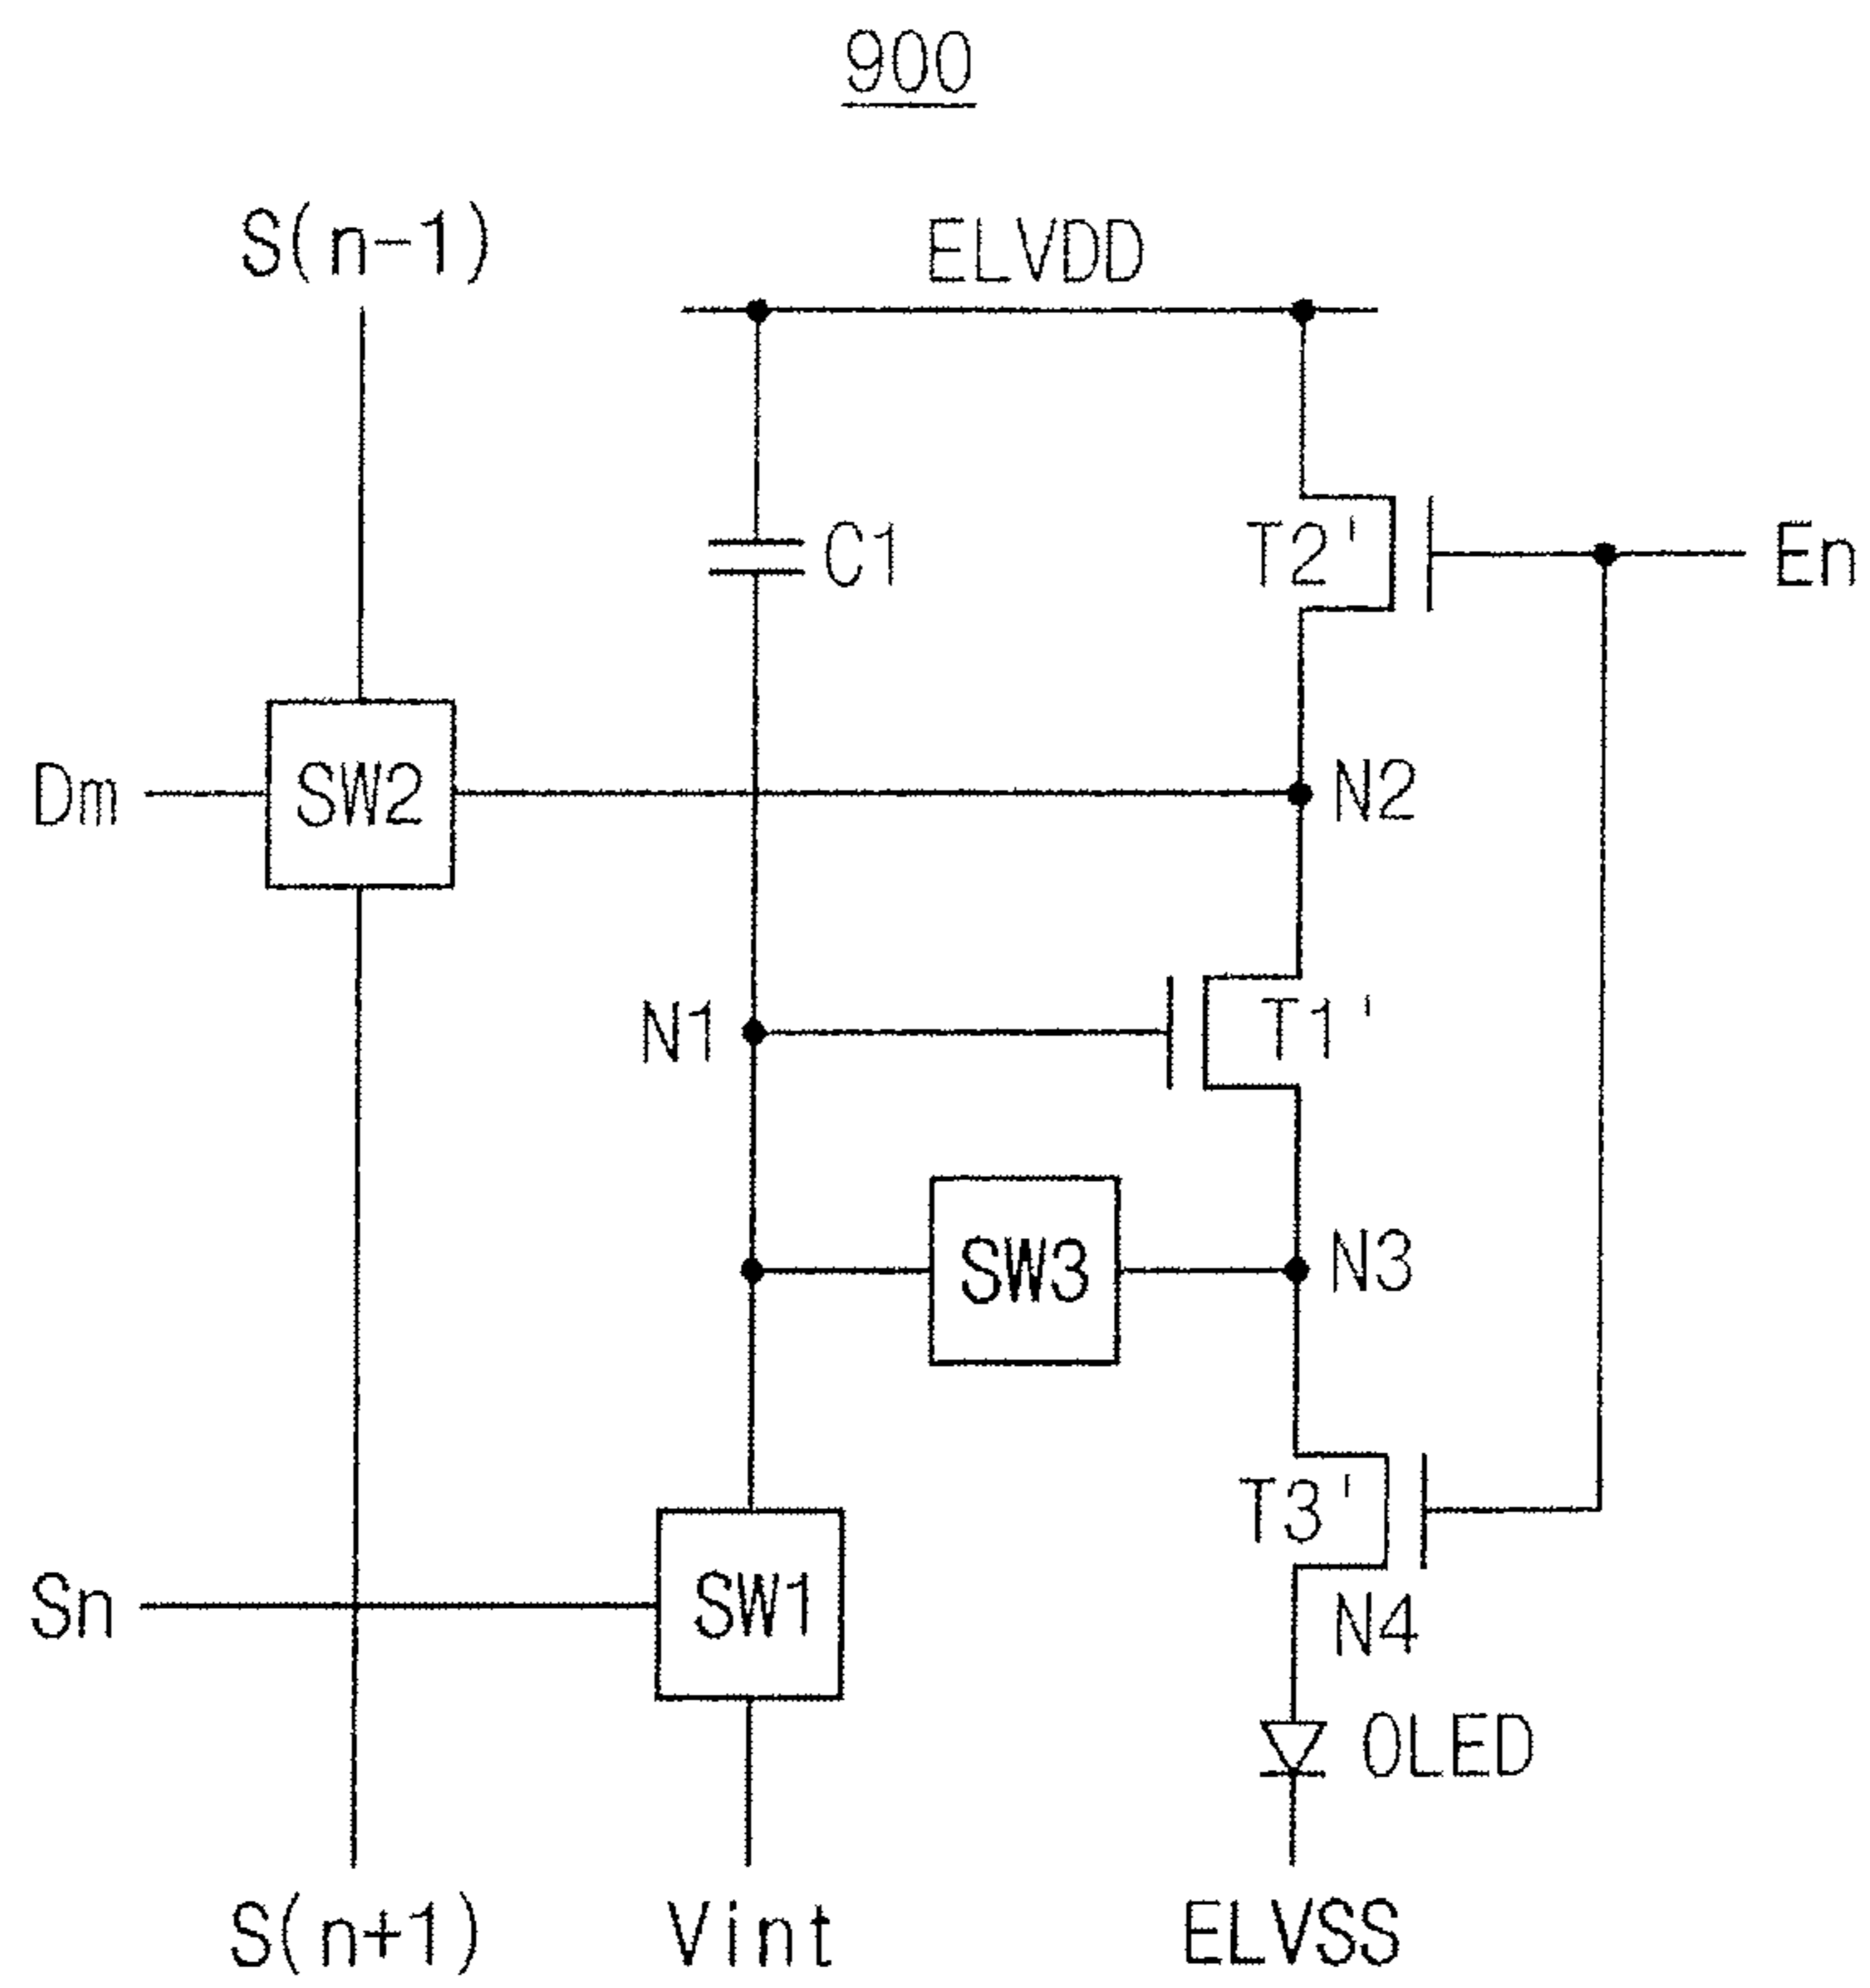 900
S(n-1)
ELVDD
C1
T2'
En
Dm
SW2
N2
N1
T1'
SW3
N3
T3'
Sn
SW1
N4
OLED
S(n+1)
Vint
ELVSS